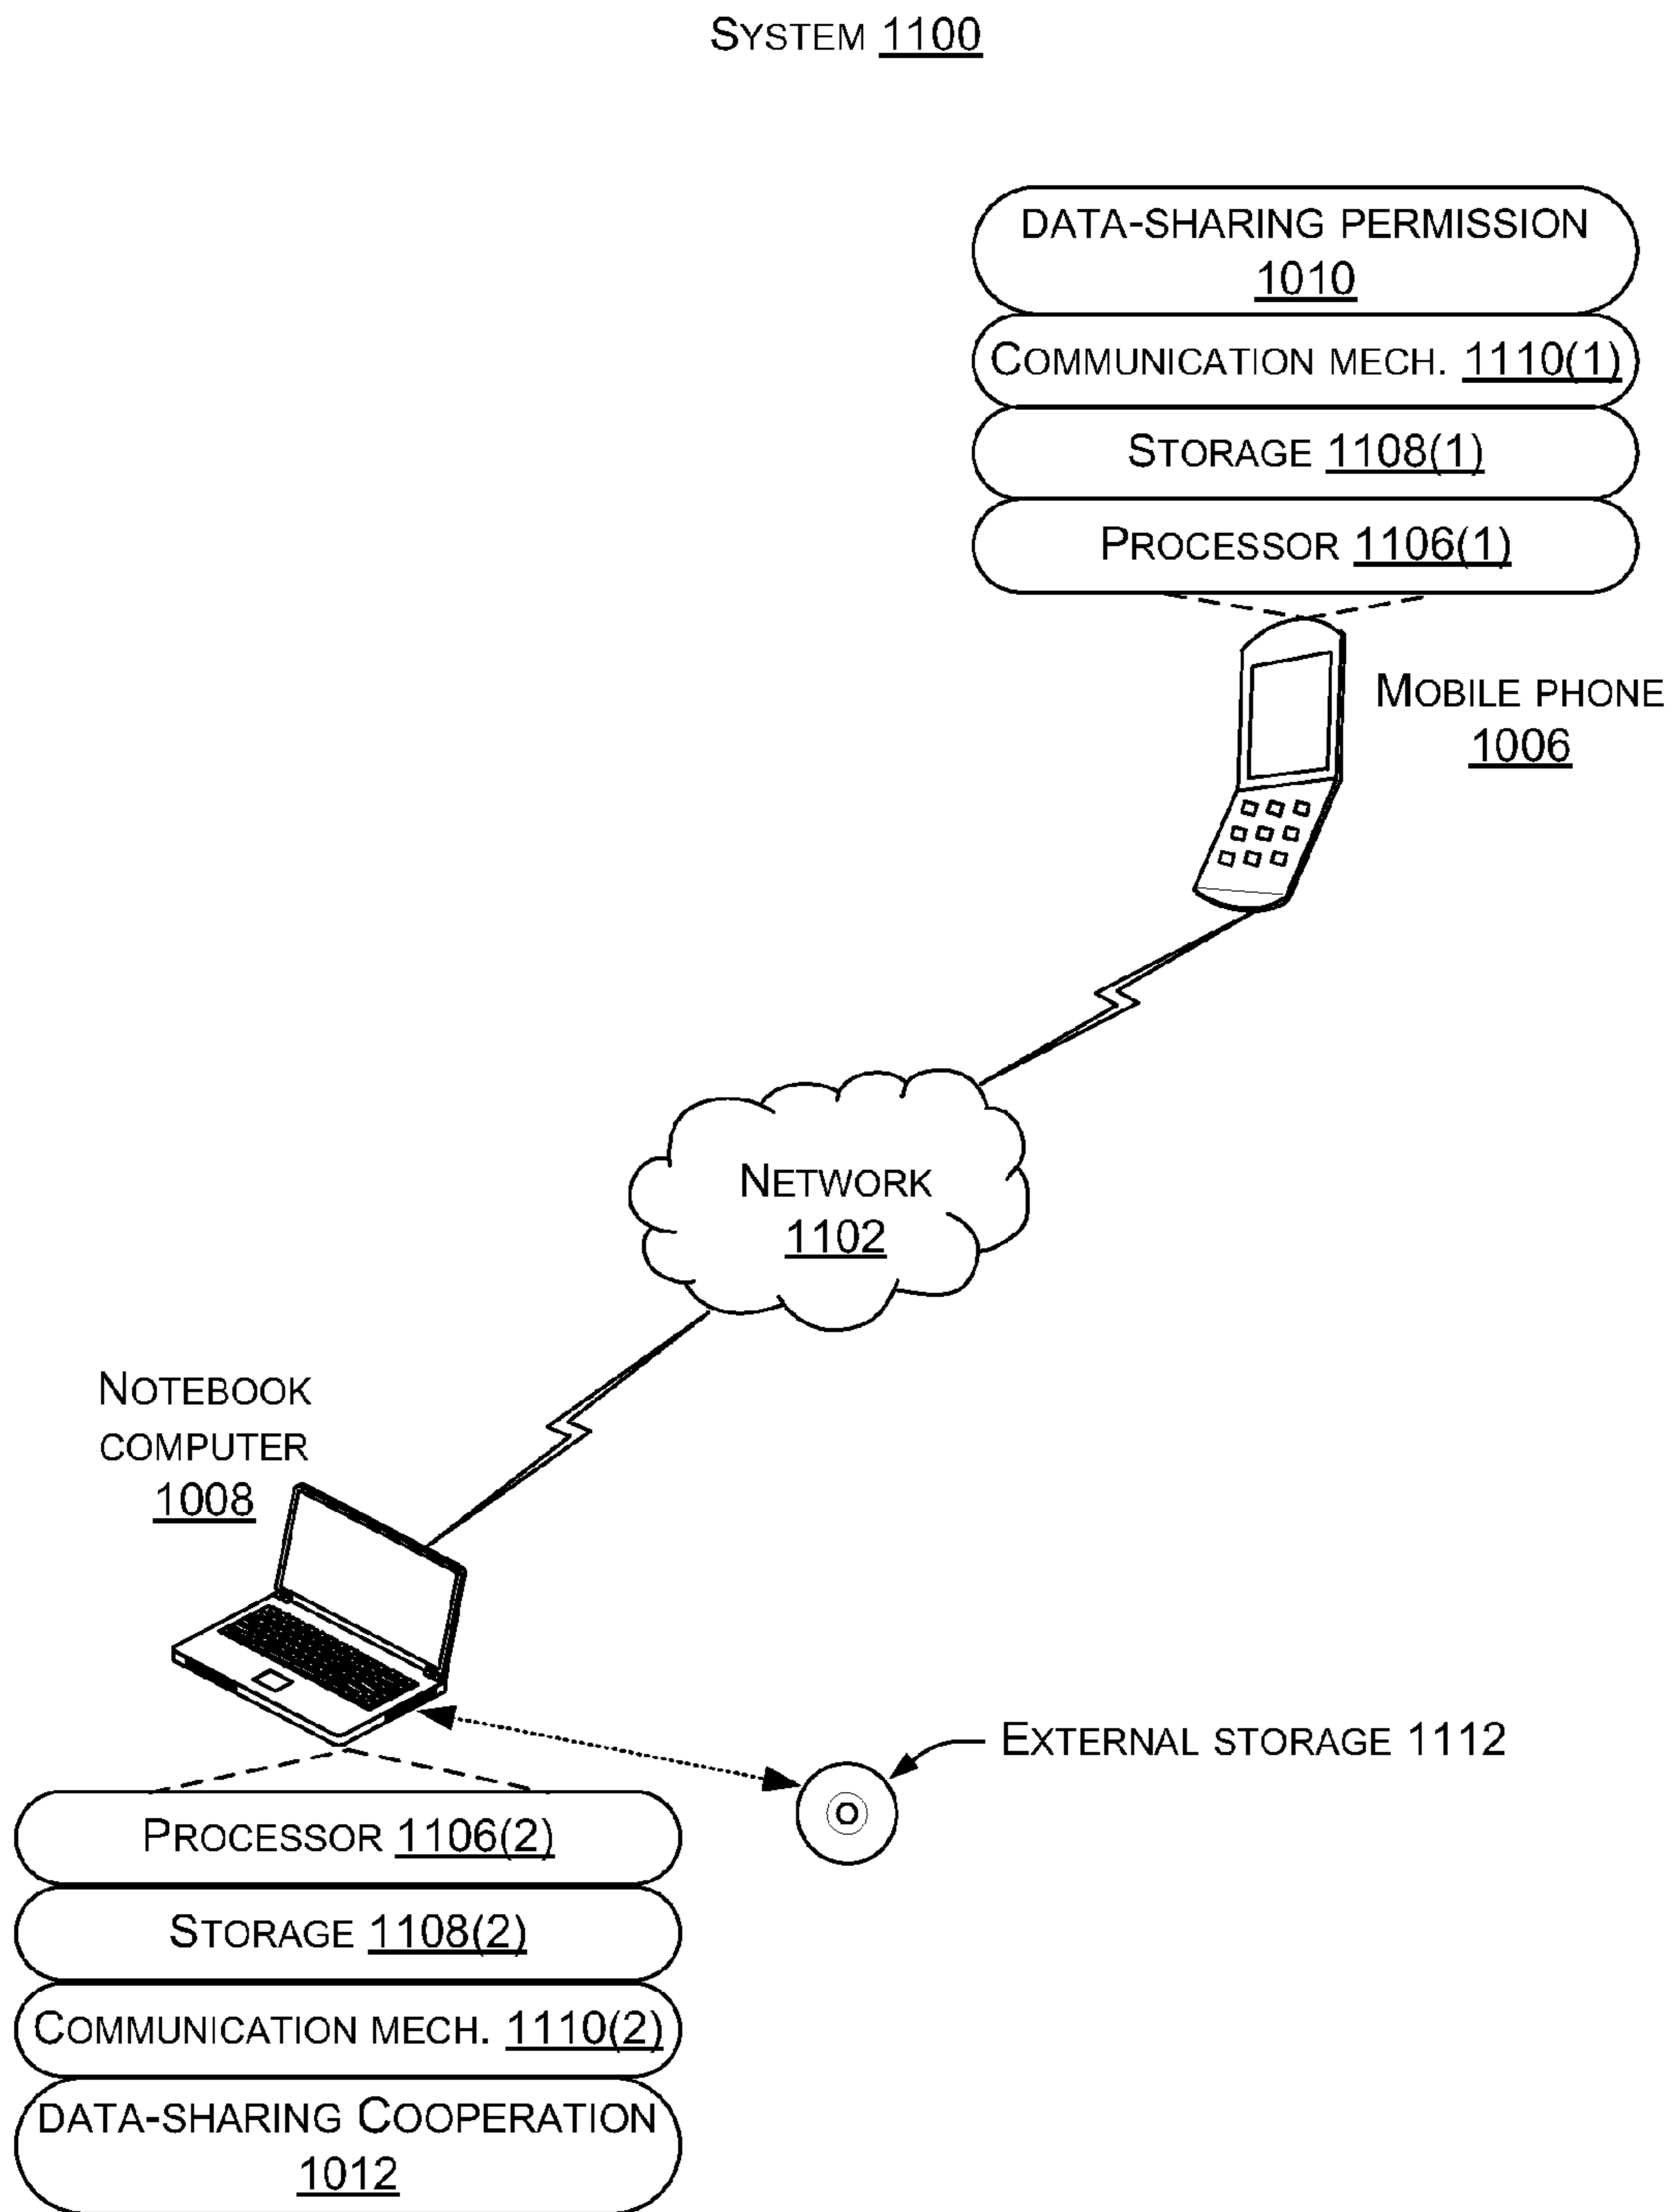 SYSTEM 1100
DATA-SHARING PERMISSION
1010
COMMUNICATION MECH. 1110(1)
STORAGE 1108(1)
PROCESSOR 1106(1)
MOBILE PHONE
1006
NETWORK
1102
NOTEBOOK
COMPUTER
1008
EXTERNAL STORAGE 1112
PROCESSOR 1106(2)
STORAGE 1108(2)
COMMUNICATION MECH. 1110(2)
DATA-SHARING COOPERATION
1012